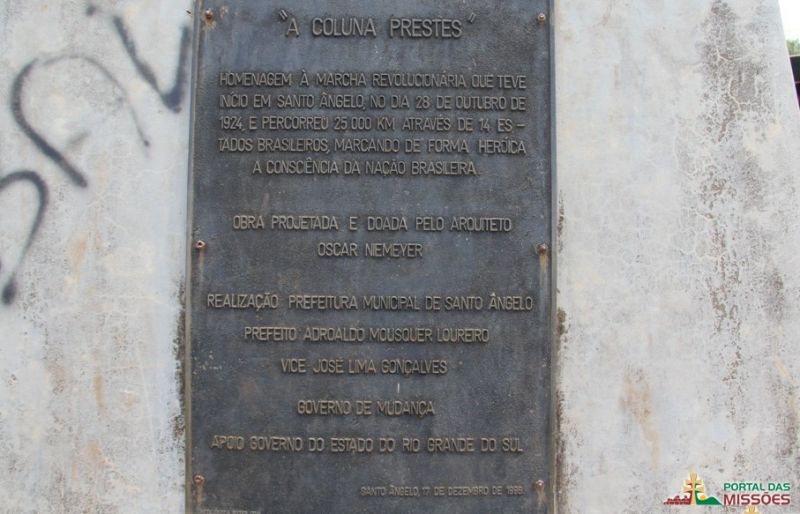 "A COLUNA PRESTES"
HOMENAGEM À MARCHA REVOLUCIONÁRIA QUE TEVE
INÍCIO EM SANTO ÂNGELO, NO DIA 28 DE OUTUBRO DE
1924, E PERCORREU 25 000 KM ATRAVÉS DE 14 ES-
TADOS BRASILEIROS, MARCANDO DE FORMA HERÓICA
A CONSCIÊNCIA DA NAÇÃO BRASILEIRA.
OBRA PROJETADA E DOADA PELO ARQUITETO
OSCAR NIEMEYER
REALIZAÇÃO PREFEITURA MUNICIPAL DE SANTO ÂNGELO
PREFEITO ADROALDO MOUSQUER LOUREIRO
VICE JOSÉ LIMA GONÇALVES
GOVERNO DE MUDANÇA
APOIO GOVERNO DO ESTADO DO RIO GRANDE DO SUL
SANTO ÂNGELO, 17 DE DEZEMBRO DE
PORTAL DAS
MISSÕES